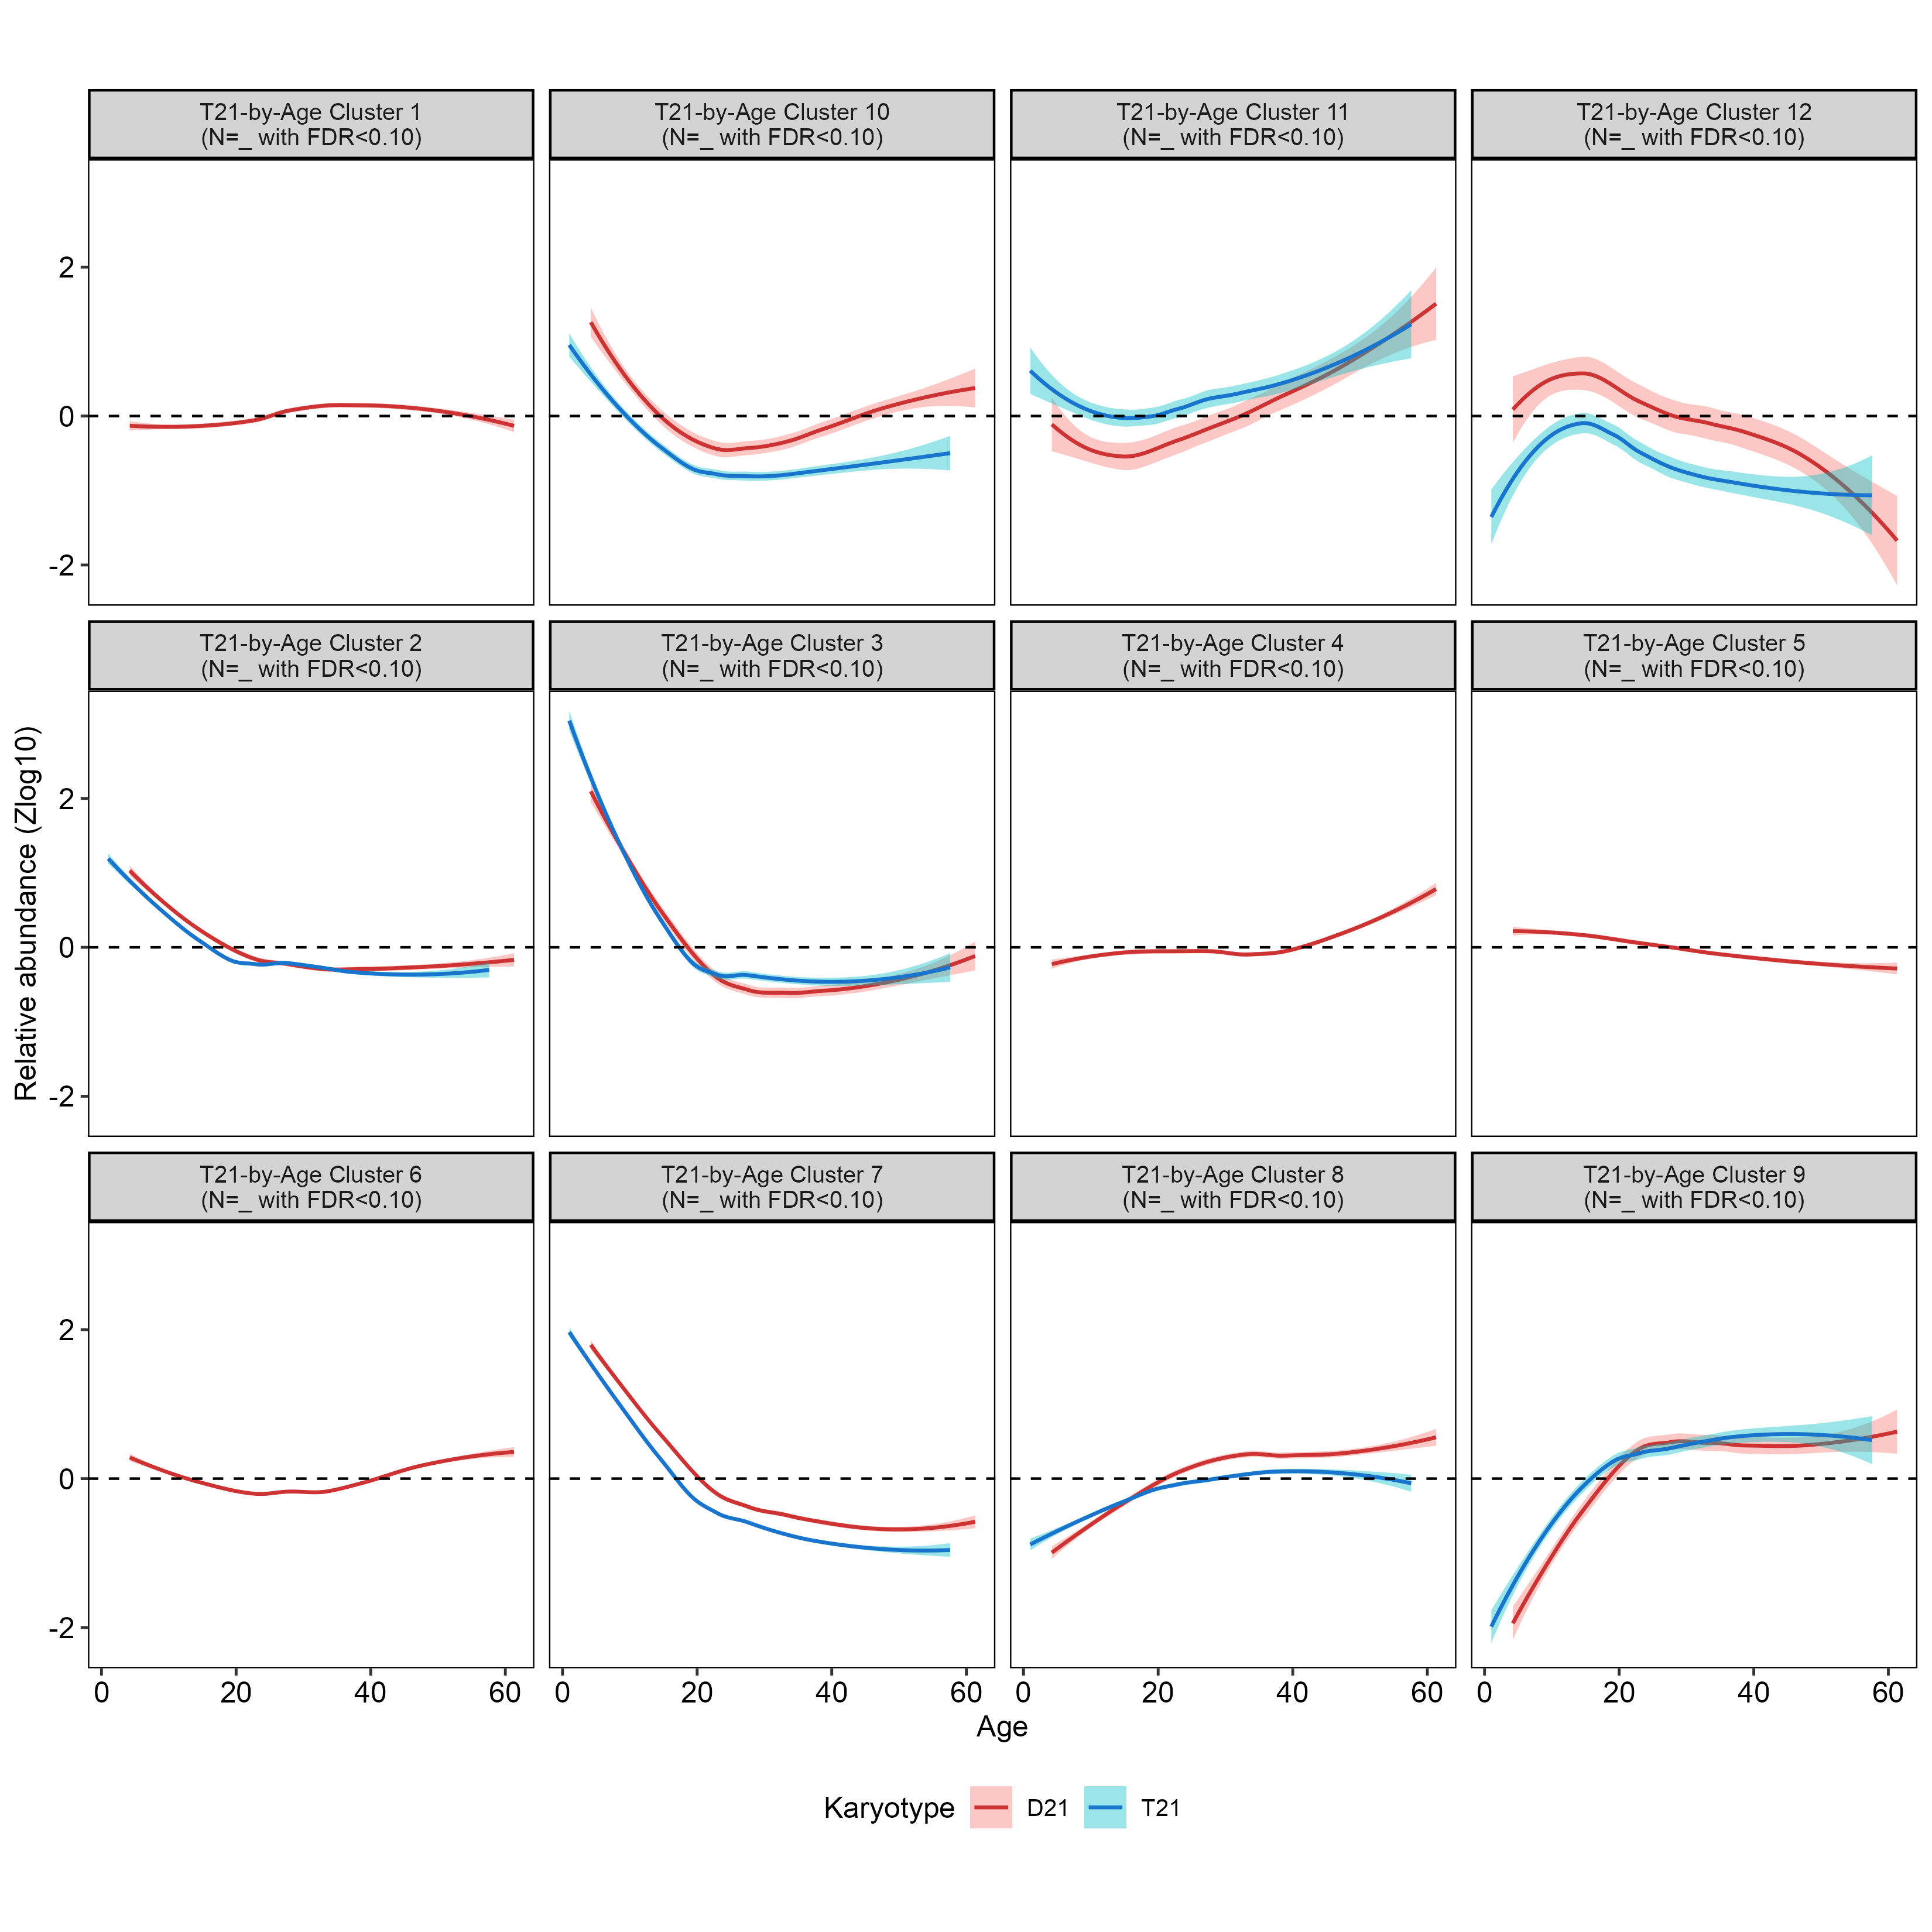 T21-by-Age Cluster 1
(N=_ with FDR<0.10)
T21-by-Age Cluster 10
(N=_ with FDR<0.10)
T21-by-Age Cluster 11
(N=_ with FDR<0.10)
T21-by-Age Cluster 12
(N=_ with FDR<0.10)
2
0
-2
T21-by-Age Cluster 2
(N=_ with FDR<0.10)
T21-by-Age Cluster 3
(N=_ with FDR<0.10)
T21-by-Age Cluster 4
(N=_ with FDR<0.10)
T21-by-Age Cluster 5
(N=_ with FDR<0.10)
Relative abundance (Zlog10)
2
0
-2
T21-by-Age Cluster 6
(N=_ with FDR<0.10)
T21-by-Age Cluster 7
(N=_ with FDR<0.10)
T21-by-Age Cluster 8
(N=_ with FDR<0.10)
T21-by-Age Cluster 9
(N=_ with FDR<0.10)
2
0
-2
0 20 40 60 0 20 40 60 0 20 40 60 0 20 40 60
Age
Karyotype D21 T21